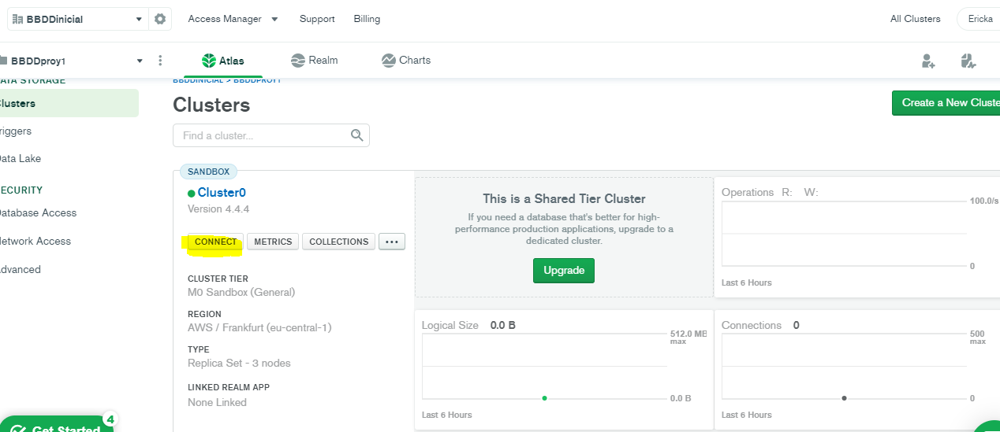 BBDDinicial
Access Manager
Support
Billing
All Clusters
Ericka
BBDDproy1
Atlas
Realm
Charts
ATA STORAGE
lusters
riggers
ata Lake
ECURITY
atabase Access
etwork Access
dvanced
BBDDINICIAL > BBDDPROY1
Clusters
Create a New Cluste
Find a cluster...
SANDBOX
Cluster0
Version 4.4.4
CONNECT
METRICS
COLLECTIONS
...
CLUSTER TIER
M0 Sandbox (General)
REGION
AWS / Frankfurt (eu-central-1)
TYPE
Replica Set - 3 nodes
LINKED REALM APP
None Linked
This is a Shared Tier Cluster
If you need a database that's better for high-
performance production applications, upgrade to a
dedicated cluster.
Upgrade
Operations R: W:
100.0/s
0
Last 6 Hours
Logical Size 0.0 B
512.0 MB
max
0.0 B
Last 6 Hours
Connections 0
500
max
0
Last 6 Hours
Get Started
4